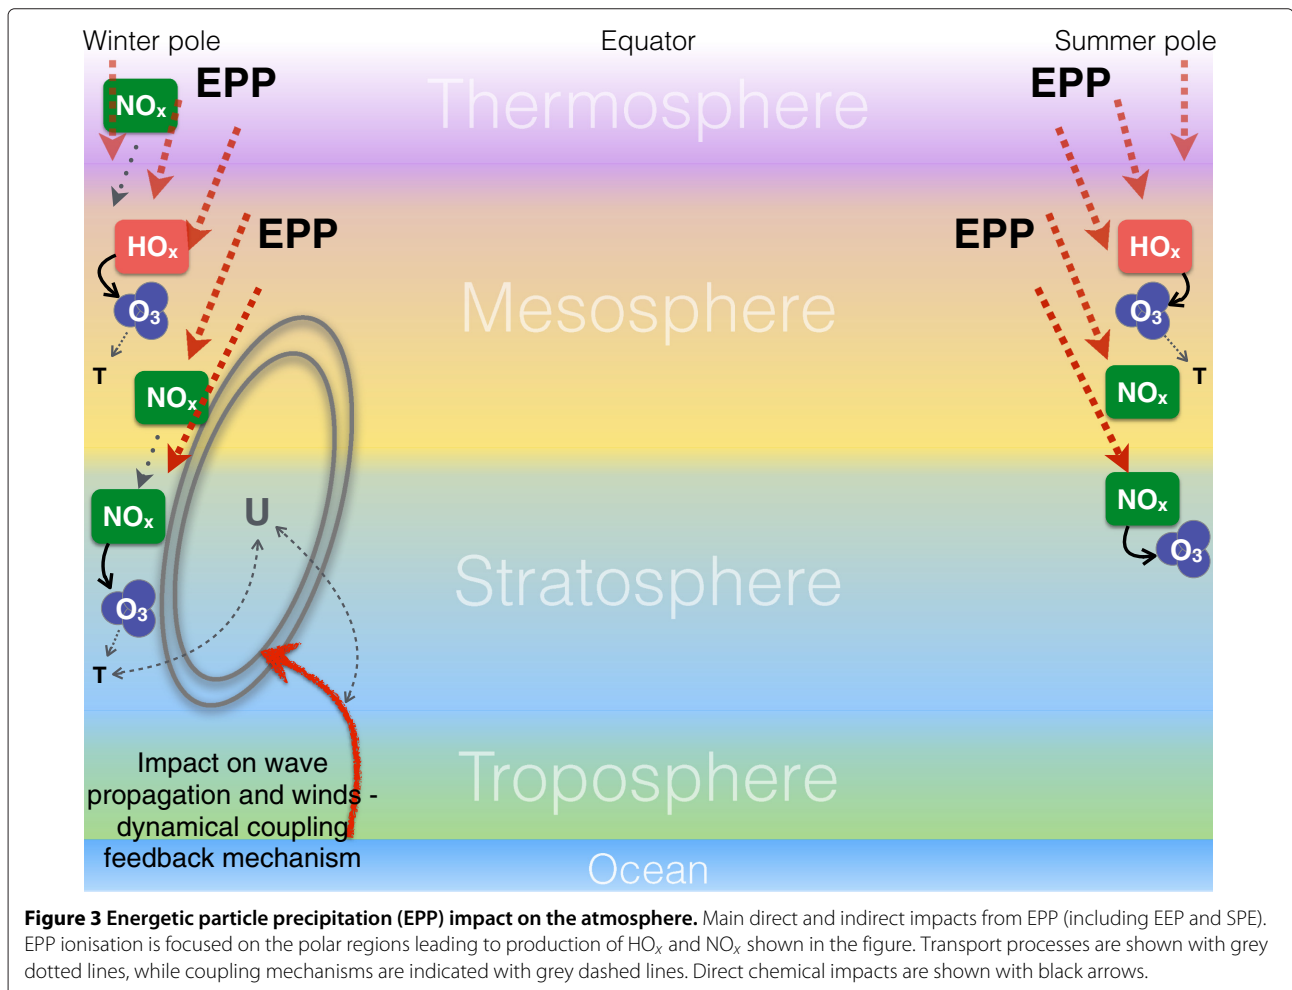 Winter pole
Equator
Summer pole
EPP
EPP
Thermosphere
NOx
EPP
EPP
HOx
HOx
Mesosphere
O3
O3
T
T
NOx
NOx
NOx
NOx
U
O3
Stratosphere
O3
T
Impact on wave
propagation and winds -
dynamical coupling
feedback mechanism
Troposphere
Ocean
Figure 3 Energetic particle precipitation (EPP) impact on the atmosphere. Main direct and indirect impacts from EPP (including EEP and SPE).
EPP ionisation is focused on the polar regions leading to production of HOx and NOx shown in the figure. Transport processes are shown with grey
dotted lines, while coupling mechanisms are indicated with grey dashed lines. Direct chemical impacts are shown with black arrows.